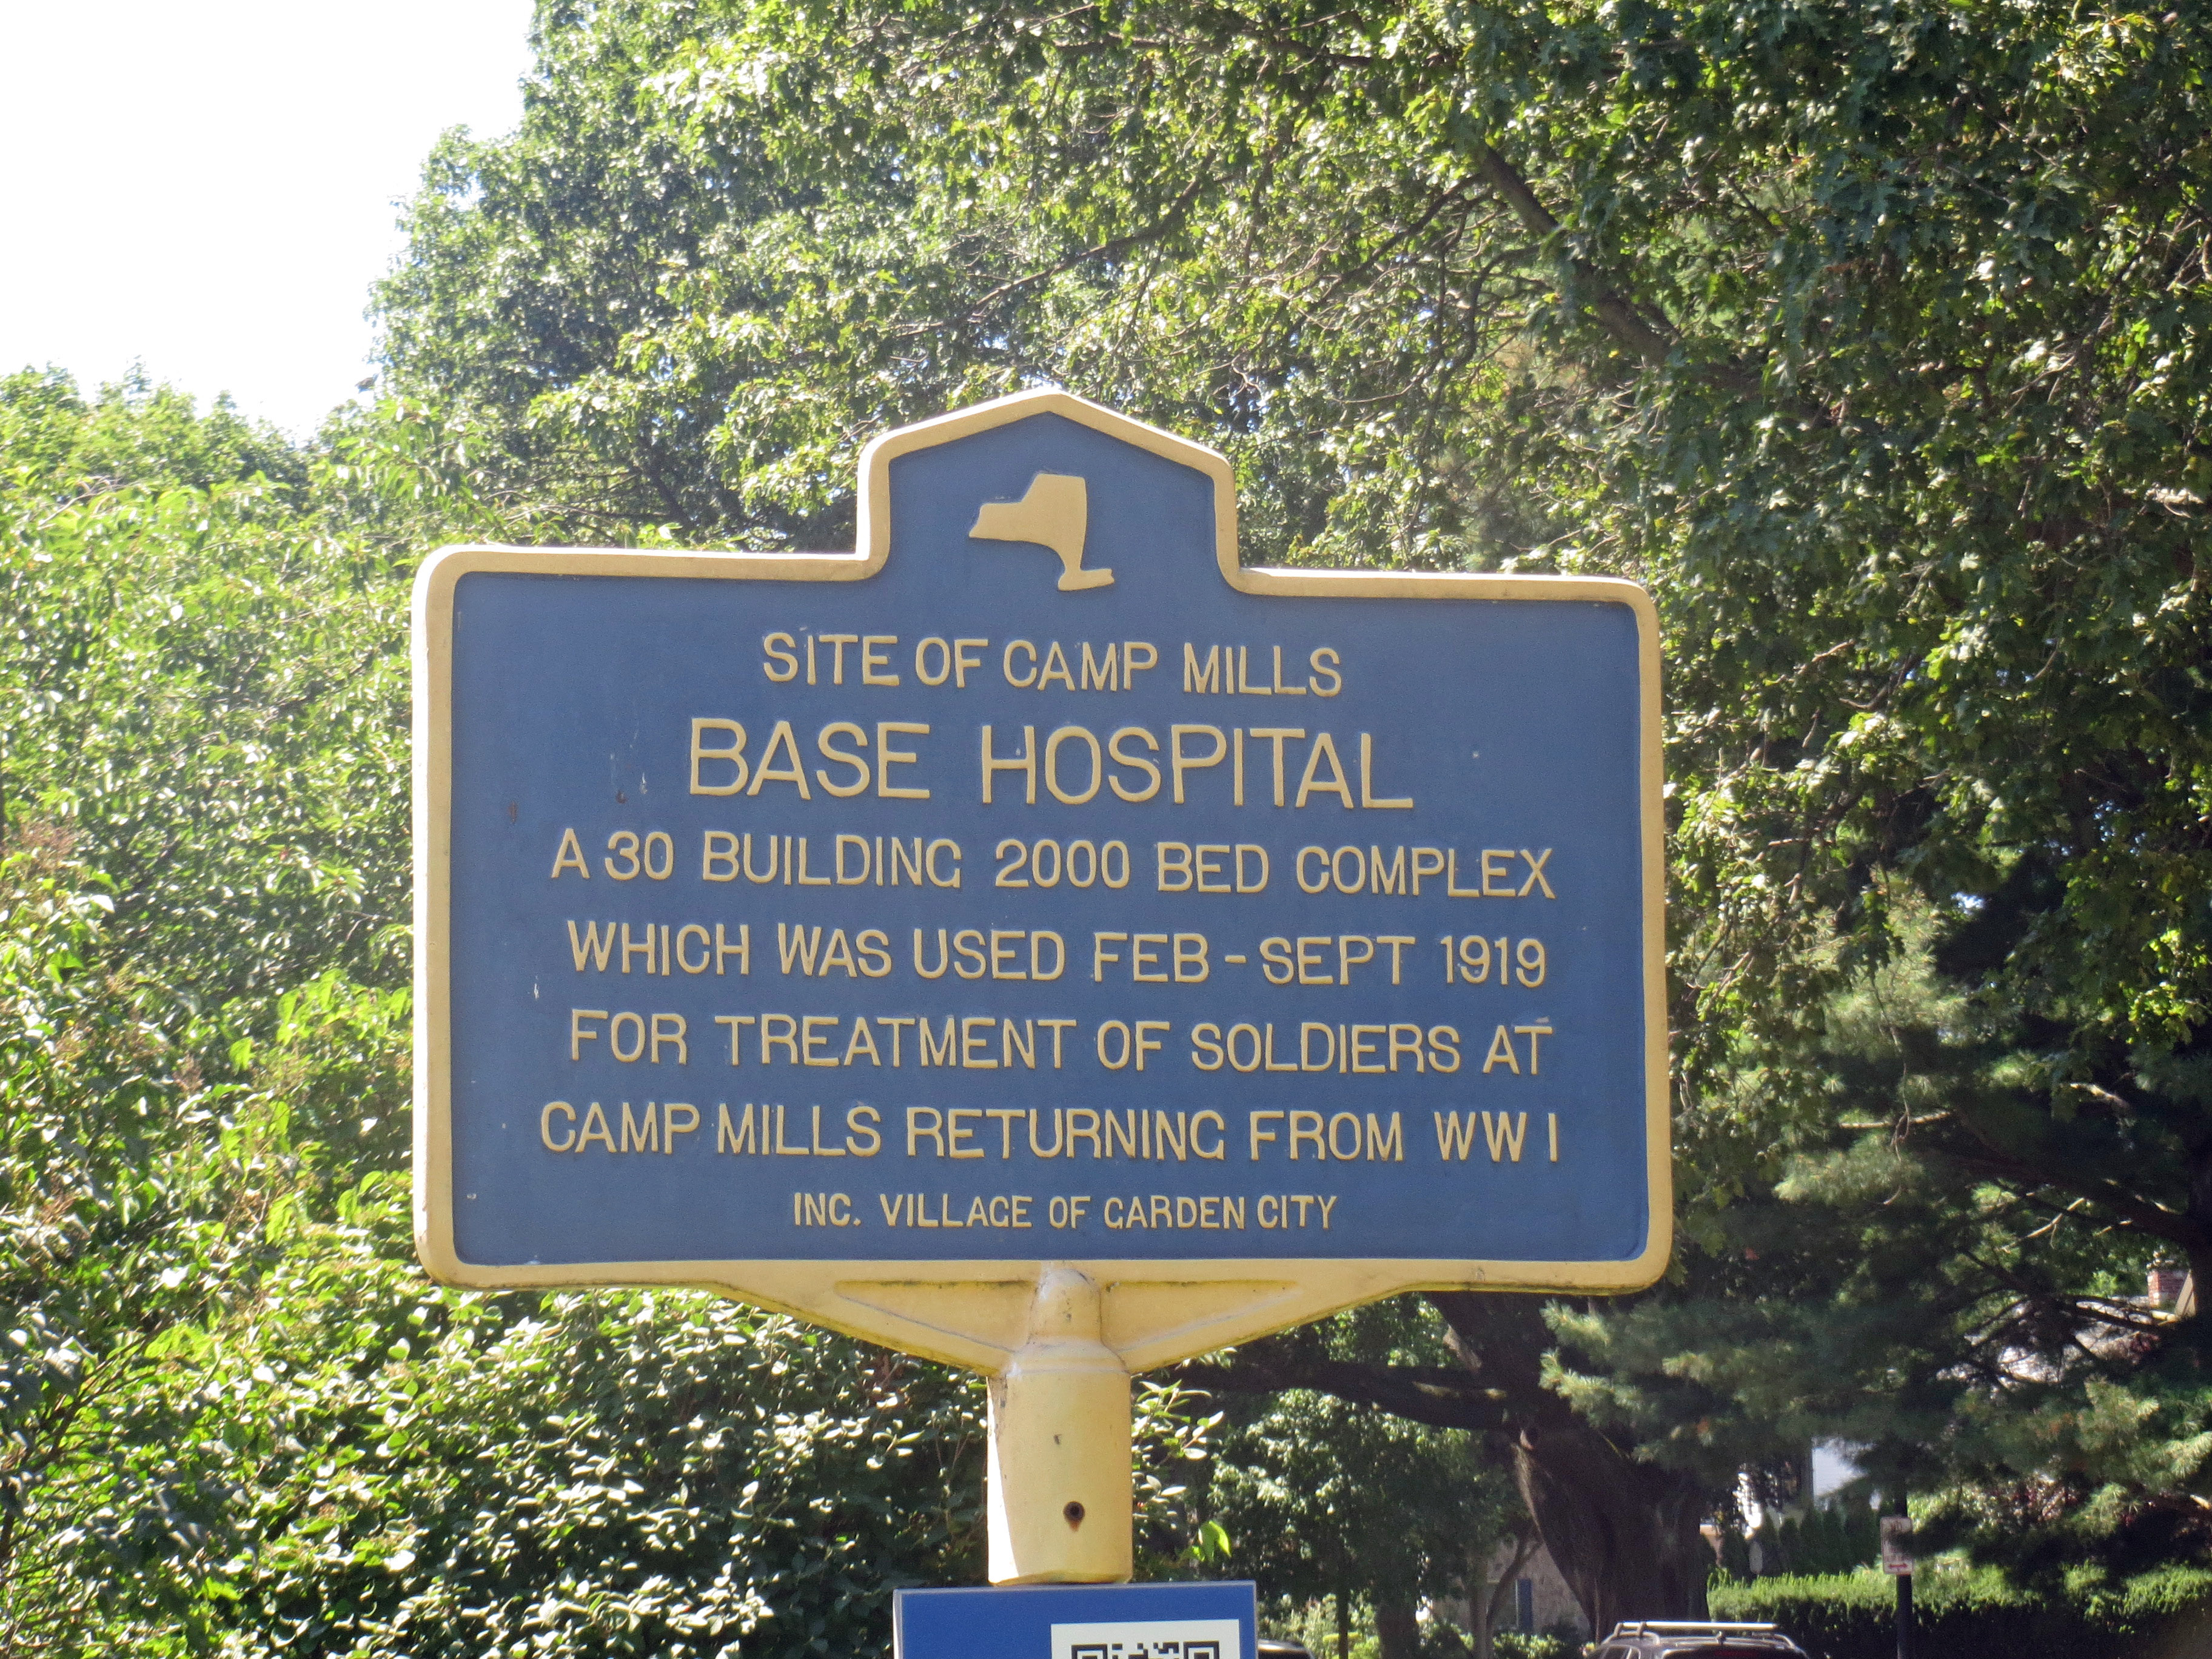 SITE OF CAMP MILLS
BASE HOSPITAL
A 30 BUILDING 2000 BED COMPLEX
WHICH WAS USED FEB - SEPT 1919
FOR TREATMENT OF SOLDIERS AT
CAMP MILLS RETURNING FROM WW I
INC. VILLAGE OF GARDEN CITY